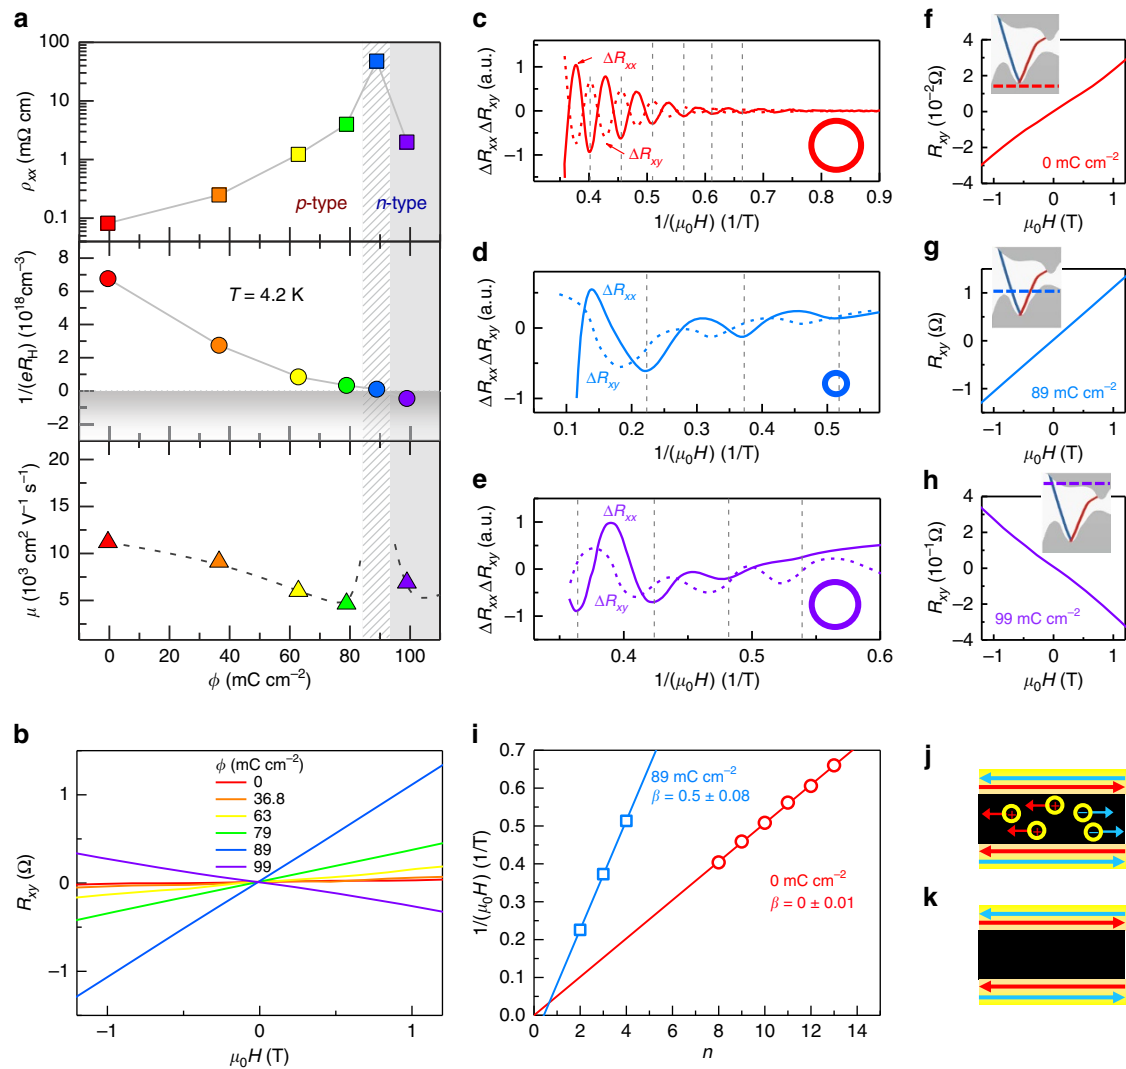 a
100
10
1
0.1
ρxx (mΩ cm)
p-type
n-type
8
6
4
2
0
−2
1/(eRH) (10¹⁸cm⁻³)
T = 4.2 K
20
15
10
5
μ (10³ cm² V⁻¹ s⁻¹)
0 20 40 60 80 100
ϕ (mC cm⁻²)
b
ϕ (mC cm⁻²)
0
36.8
63
79
89
99
1
0
−1
Rxy (Ω)
−1 0 1
μ0H (T)
c
ΔRxx
ΔRxy
1
0
−1
ΔRxx ΔRxy (a.u.)
0.4 0.5 0.6 0.7 0.8 0.9
1/(μ0H) (1/T)
d
ΔRxx
ΔRxy
1
0
−1
ΔRxx ΔRxy (a.u.)
0.1 0.2 0.3 0.4 0.5
1/(μ0H) (1/T)
e
ΔRxx
ΔRxy
1
0
−1
ΔRxx ΔRxy (a.u.)
0.4 0.5 0.6
1/(μ0H) (1/T)
f
4
2
0
−2
−4
Rxy (10⁻²Ω)
0 mC cm⁻²
−1 0 1
μ0H (T)
g
1
0
−1
Rxy (Ω)
89 mC cm⁻²
−1 0 1
μ0H (T)
h
4
2
0
−2
−4
Rxy (10⁻¹Ω)
99 mC cm⁻²
−1 0 1
μ0H (T)
i
0.7
0.6
0.5
0.4
0.3
0.2
0.1
0.0
1/(μ0H) (1/T)
89 mC cm⁻²
β = 0.5 ± 0.08
0 mC cm⁻²
β = 0 ± 0.01
0 2 4 6 8 10 12 14
n
j
+ + + − −
k